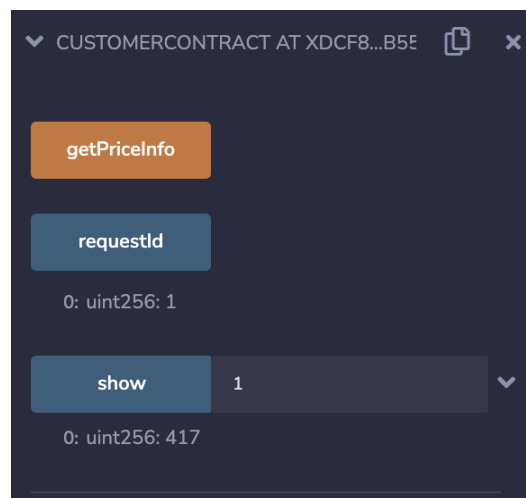 CUSTOMERCONTRACT AT XDCF8...B55
getPriceInfo
requestId
0: uint256: 1
show 1
0: uint256: 417